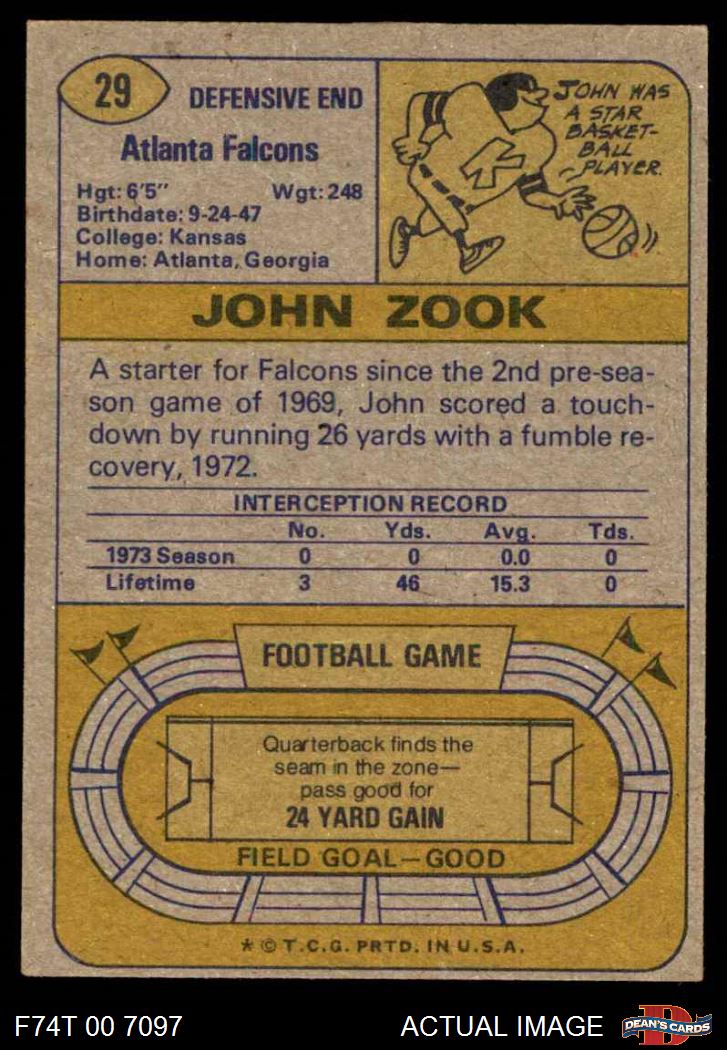 29
DEFENSIVE END
Atlanta Falcons
Hgt: 6'5" Wgt: 248
Birthdate: 9-24-47
College: Kansas
Home: Atlanta, Georgia
JOHN WAS
A STAR
BASKET-
BALL
PLAYER.
K
JOHN ZOOK
A starter for Falcons since the 2nd pre-sea-
son game of 1969, John scored a touch-
down by running 26 yards with a fumble re-
covery, 1972.
INTERCEPTION RECORD
No. Yds. Avg. Tds.
1973 Season 0 0 0.0 0
Lifetime 3 46 15.3 0
FOOTBALL GAME
Quarterback finds the
seam in the zone—
pass good for
24 YARD GAIN
FIELD GOAL—GOOD
* © T.C.G. PRTD. IN U.S.A.
F74T 00 7097 ACTUAL IMAGE
D
DEAN'S CARDS